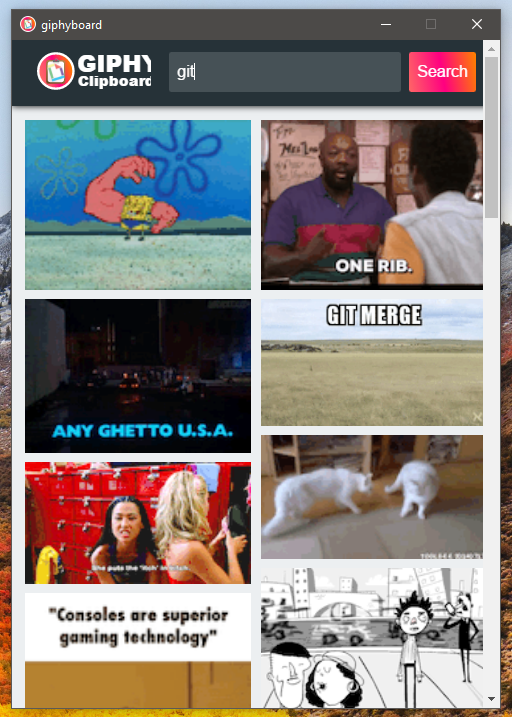 giphyboard
GIPHY
Clipboard
git
Search
ONE RIB.
GIT MERGE
ANY GHETTO U.S.A.
She puts the "itch" in bitch.
"Consoles are superior
gaming technology"